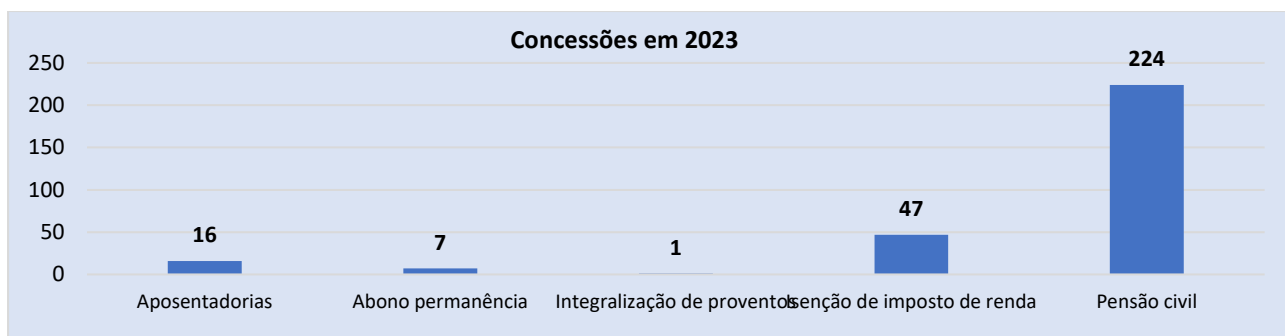 Concessões em 2023
250
200
150
100
50
0
16
7
1
47
224
Aposentadorias
Abono permanência
Integralização de proventos
Isenção de imposto de renda
Pensão civil